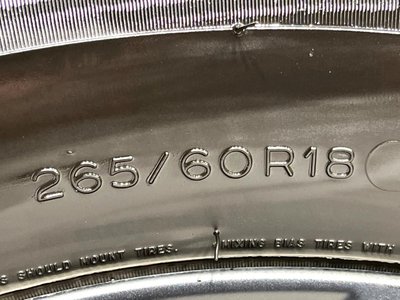 265/60R18
SHOULD MOUNT TIRES. MIXING BIAS TIRES WITH